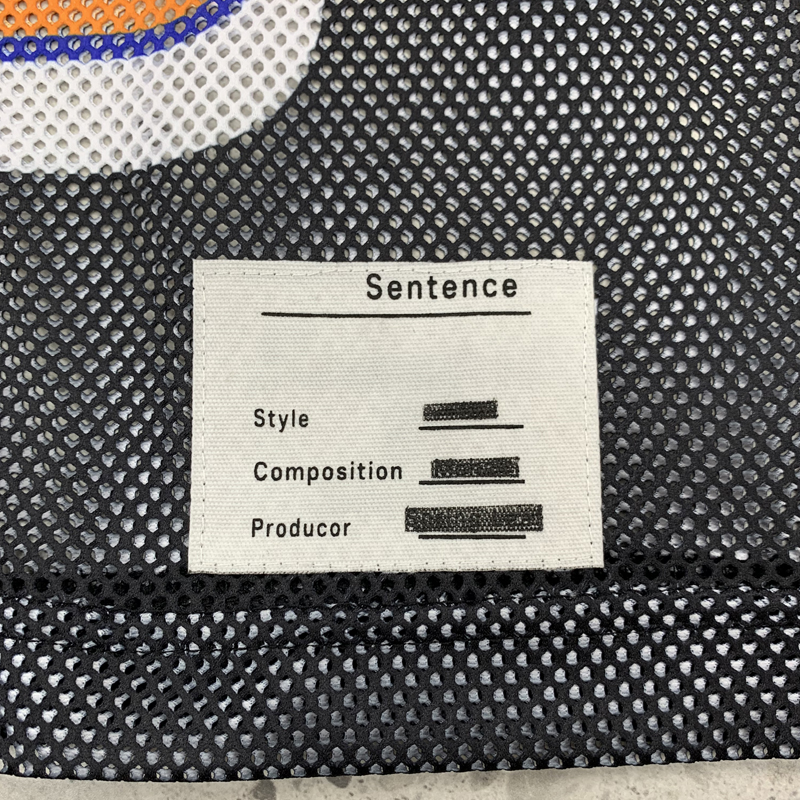 Sentence
Style
Composition
Producor